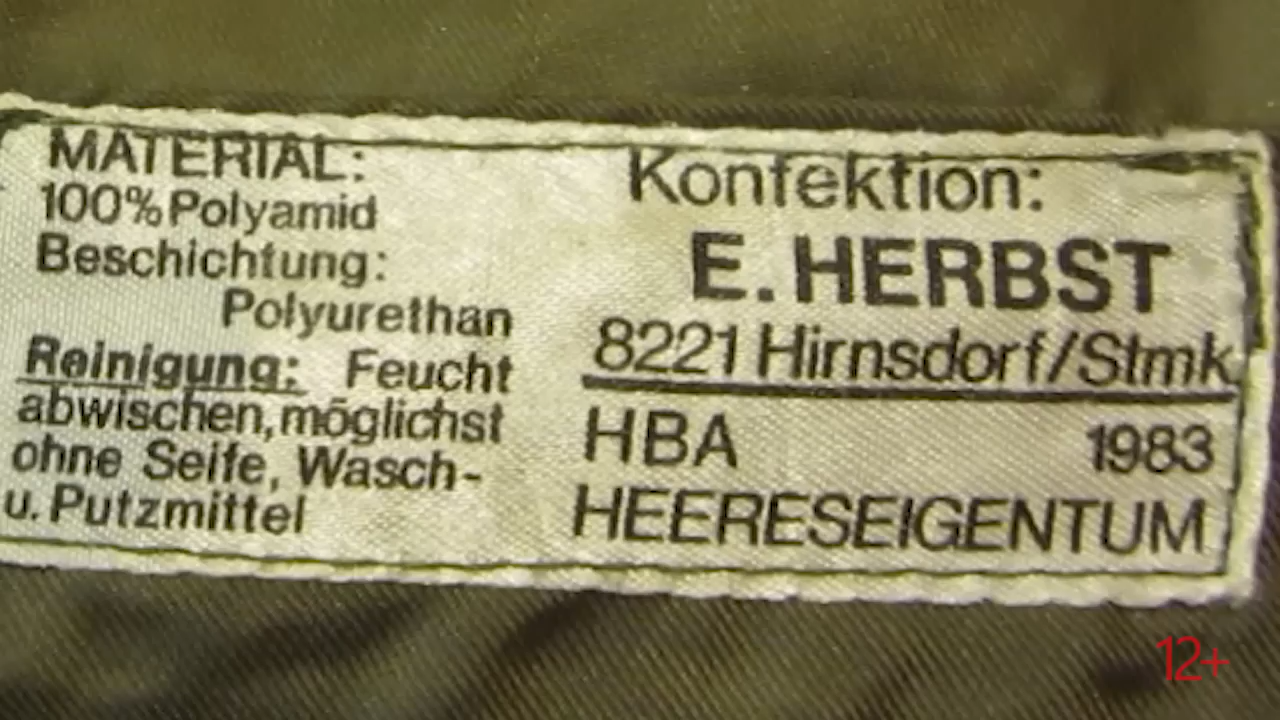 MATERIAL:
100% Polyamid
Beschichtung:
Polyurethan
Reinigung: Feucht
abwischen, möglichst
ohne Seife, Wasch-
u. Putzmittel
Konfektion:
E. HERBST
8221 Hirnsdorf/Stmk
HBA 1983
HEERESEIGENTUM
12+